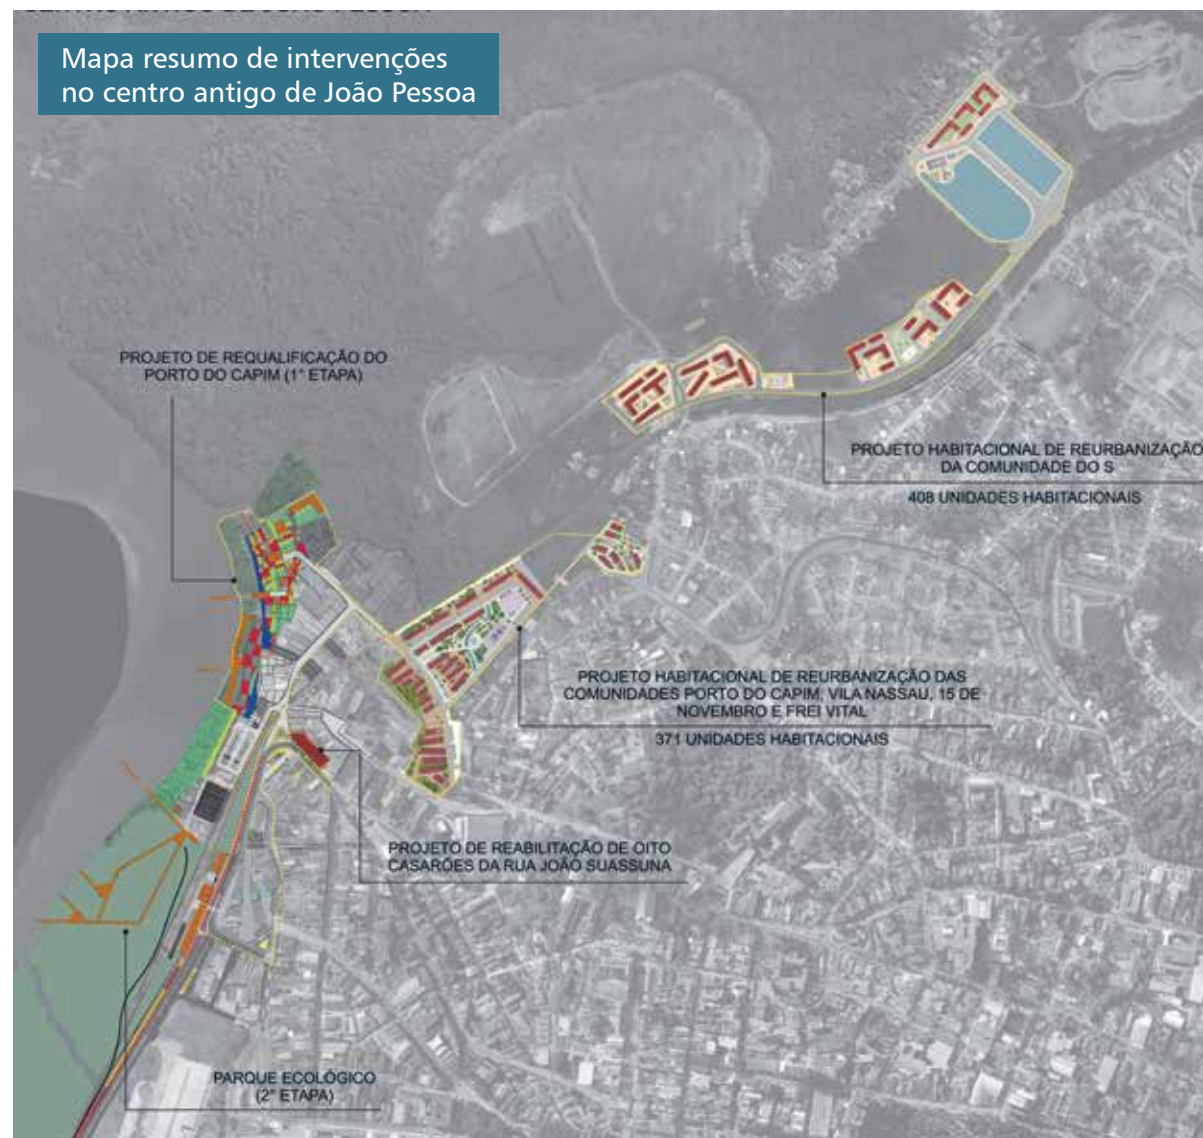 Mapa resumo de intervenções
no centro antigo de João Pessoa
PROJETO DE REQUALIFICAÇÃO DO
PORTO DO CAPIM (1ª ETAPA)
PROJETO HABITACIONAL DE REURBANIZAÇÃO
DA COMUNIDADE DO S
408 UNIDADES HABITACIONAIS
PROJETO HABITACIONAL DE REURBANIZAÇÃO DAS
COMUNIDADES PORTO DO CAPIM, VILA NASSAU, 15 DE
NOVEMBRO E FREI VITAL
371 UNIDADES HABITACIONAIS
PROJETO DE REABILITAÇÃO DE OITO
CASARÕES DA RUA JOÃO SUASSUNA
PARQUE ECOLÓGICO
(2ª ETAPA)